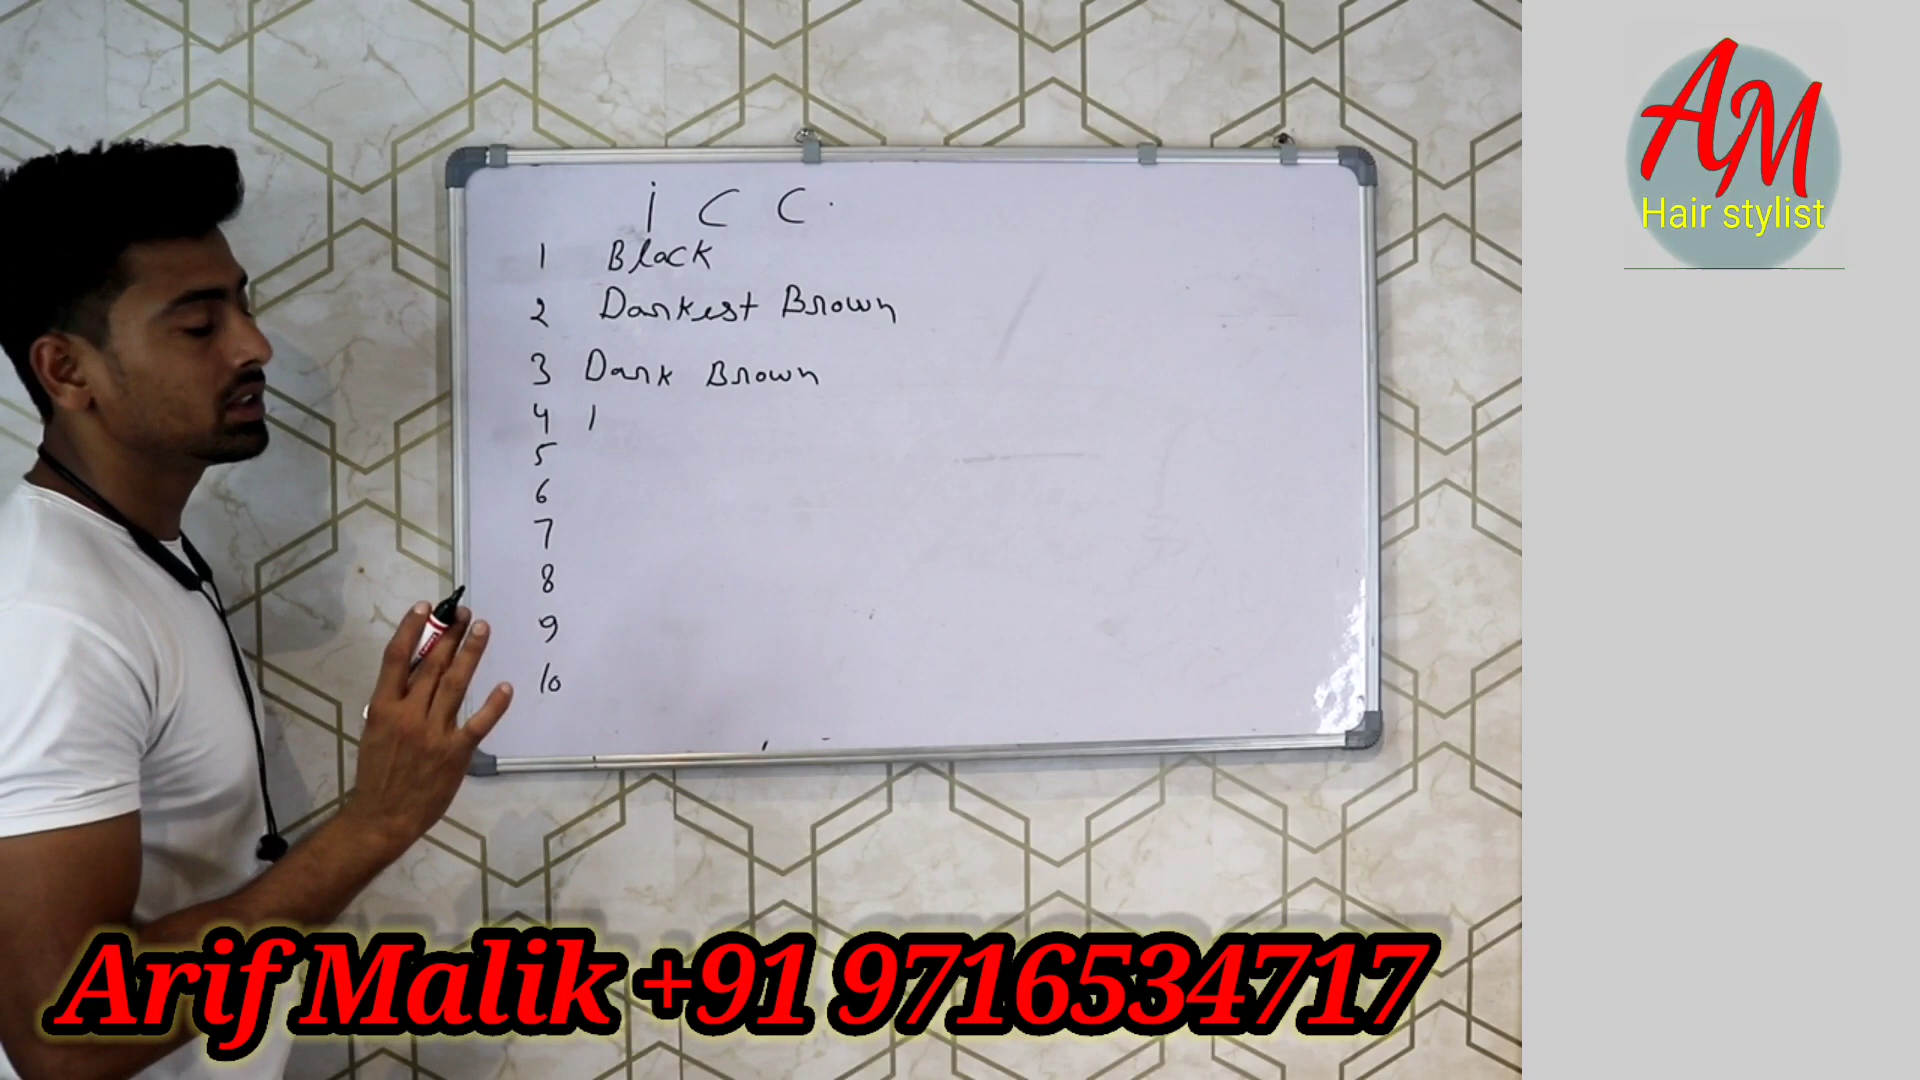 i C C.
1 Black
2 Darkest Brown
3 Dark Brown
4 1
5
6
7
8
9
10
AM
Hair stylist
Arif Malik +91 9716534717